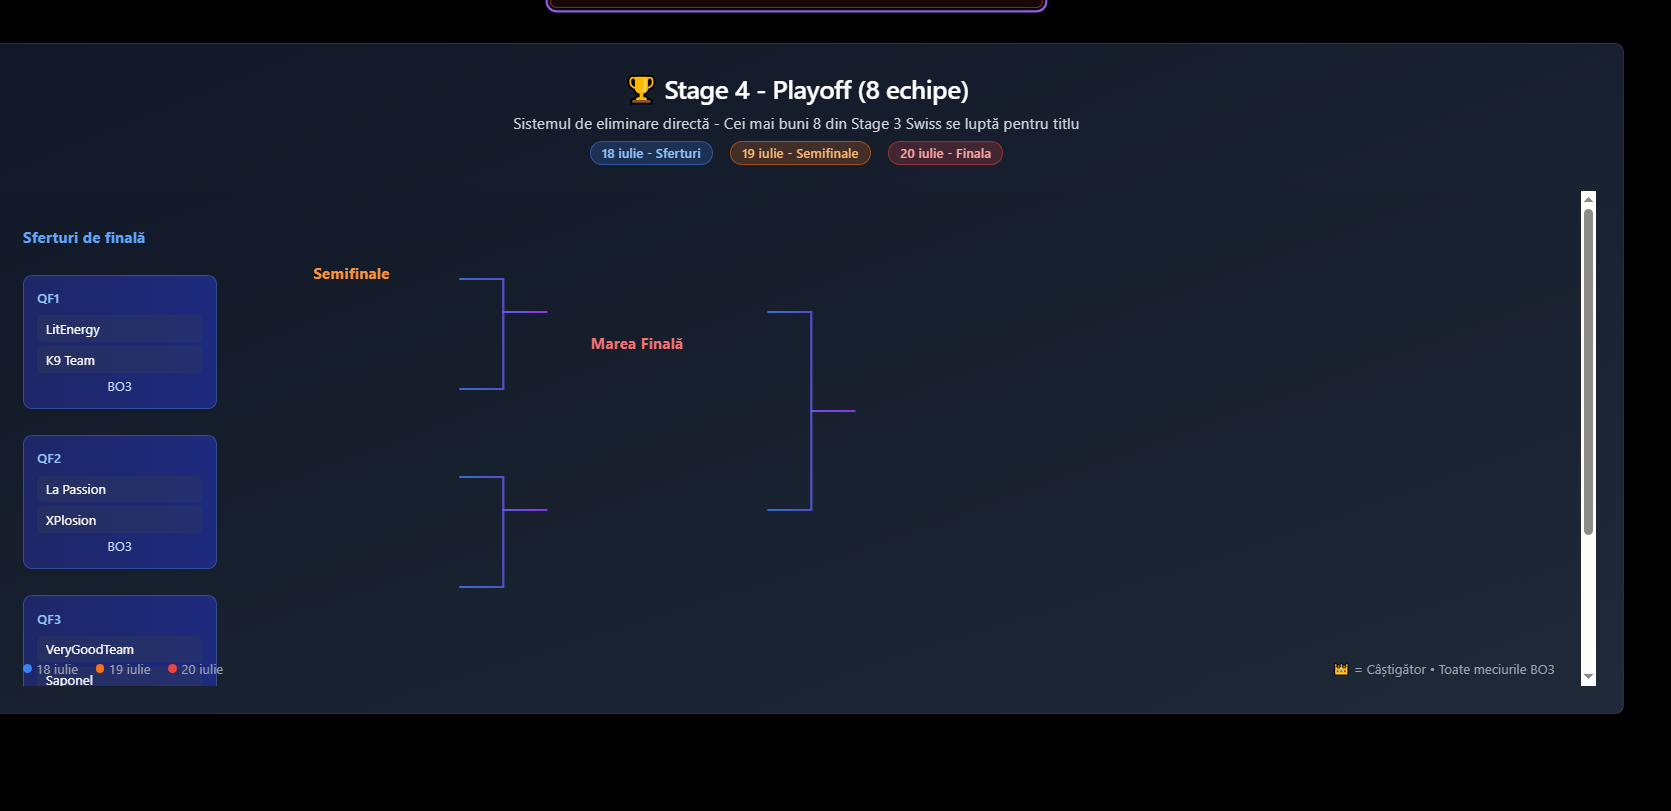 🏆 Stage 4 - Playoff (8 echipe)
Sistemul de eliminare directă - Cei mai buni 8 din Stage 3 Swiss se luptă pentru titlu
18 iulie - Sferturi
19 iulie - Semifinale
20 iulie - Finala
Sferturi de finală
QF1
LitEnergy
K9 Team
BO3
QF2
La Passion
XPlosion
BO3
QF3
VeryGoodTeam
Saponel
Semifinale
Marea Finală
18 iulie
19 iulie
20 iulie
👑 = Câștigător • Toate meciurile BO3